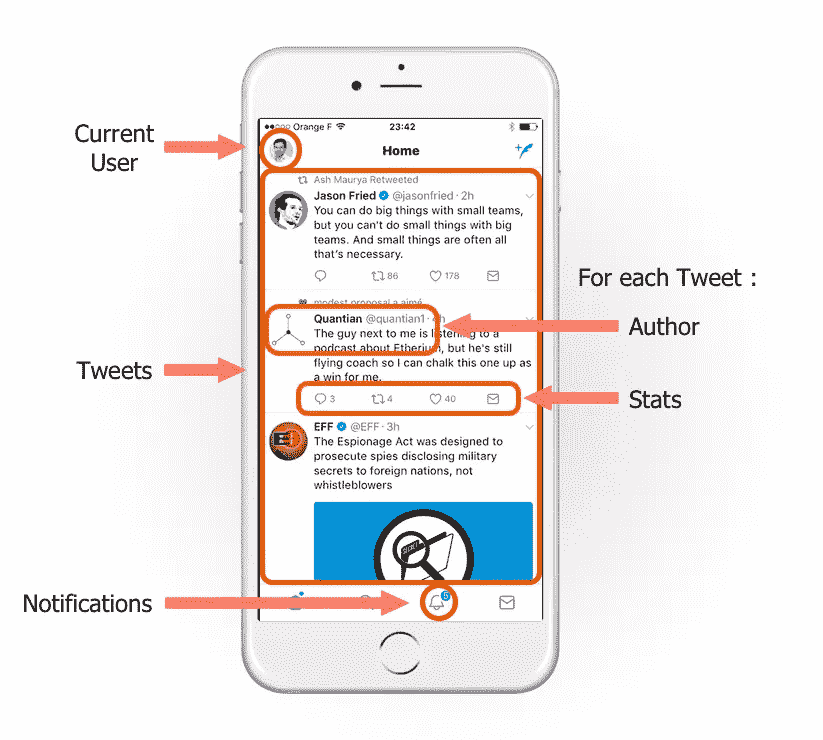 Orange F
23:42
Current
User
Home
Ash Maurya Retweeted
Jason Fried @jasonfried · 2h
You can do big things with small teams,
but you can't do small things with big
teams. And small things are often all
that's necessary.
86 178
For each Tweet :
modest proposal a aimé
Quantian @quantian1 · 4h
Author
The guy next to me is listening to a
podcast about Etherium, but he's still
flying coach so I can chalk this one up as
a win for me.
Tweets
3 4 40
Stats
EFF @EFF · 3h
The Espionage Act was designed to
prosecute spies disclosing military
secrets to foreign nations, not
whistleblowers
SECRET
Notifications
5